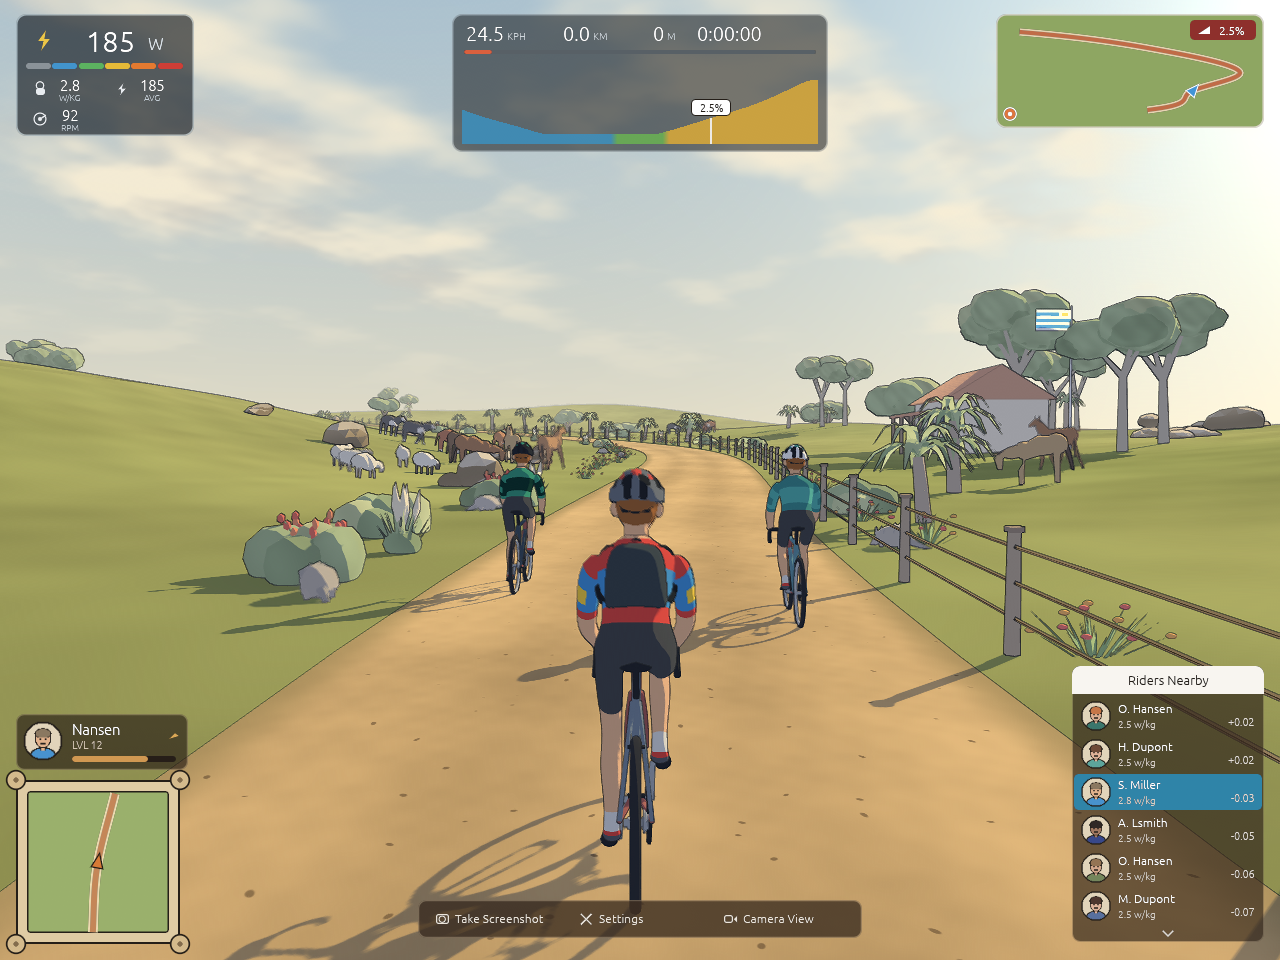 185 W
2.8
W/KG
185
AVG
92
RPM
24.5 KPH
0.0 KM
0 M
0:00:00
2.5%
2.5%
Nansen
LVL 12
Riders Nearby
O. Hansen
2.5 w/kg
+0.02
H. Dupont
2.5 w/kg
+0.02
S. Miller
2.8 w/kg
-0.03
A. Lsmith
2.5 w/kg
-0.05
O. Hansen
2.5 w/kg
-0.06
M. Dupont
2.5 w/kg
-0.07
Take Screenshot
Settings
Camera View